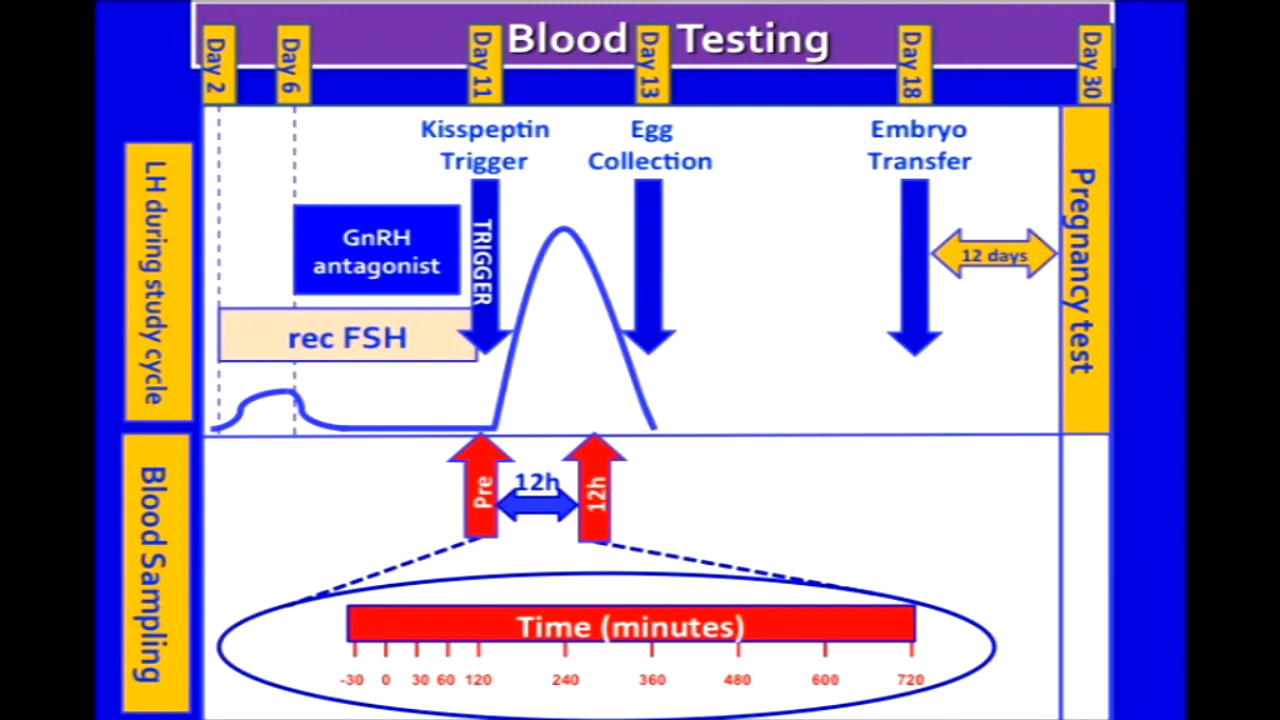 Blood Testing
Day 2
Day 6
Day 11
Day 13
Day 18
Day 30
Kisspeptin
Trigger
Egg
Collection
Embryo
Transfer
LH during study cycle
GnRH
antagonist
TRIGGER
12 days
Pregnancy test
rec FSH
Blood Sampling
Pre
12h
12h
Time (minutes)
-30 0 30 60 120 240 360 480 600 720